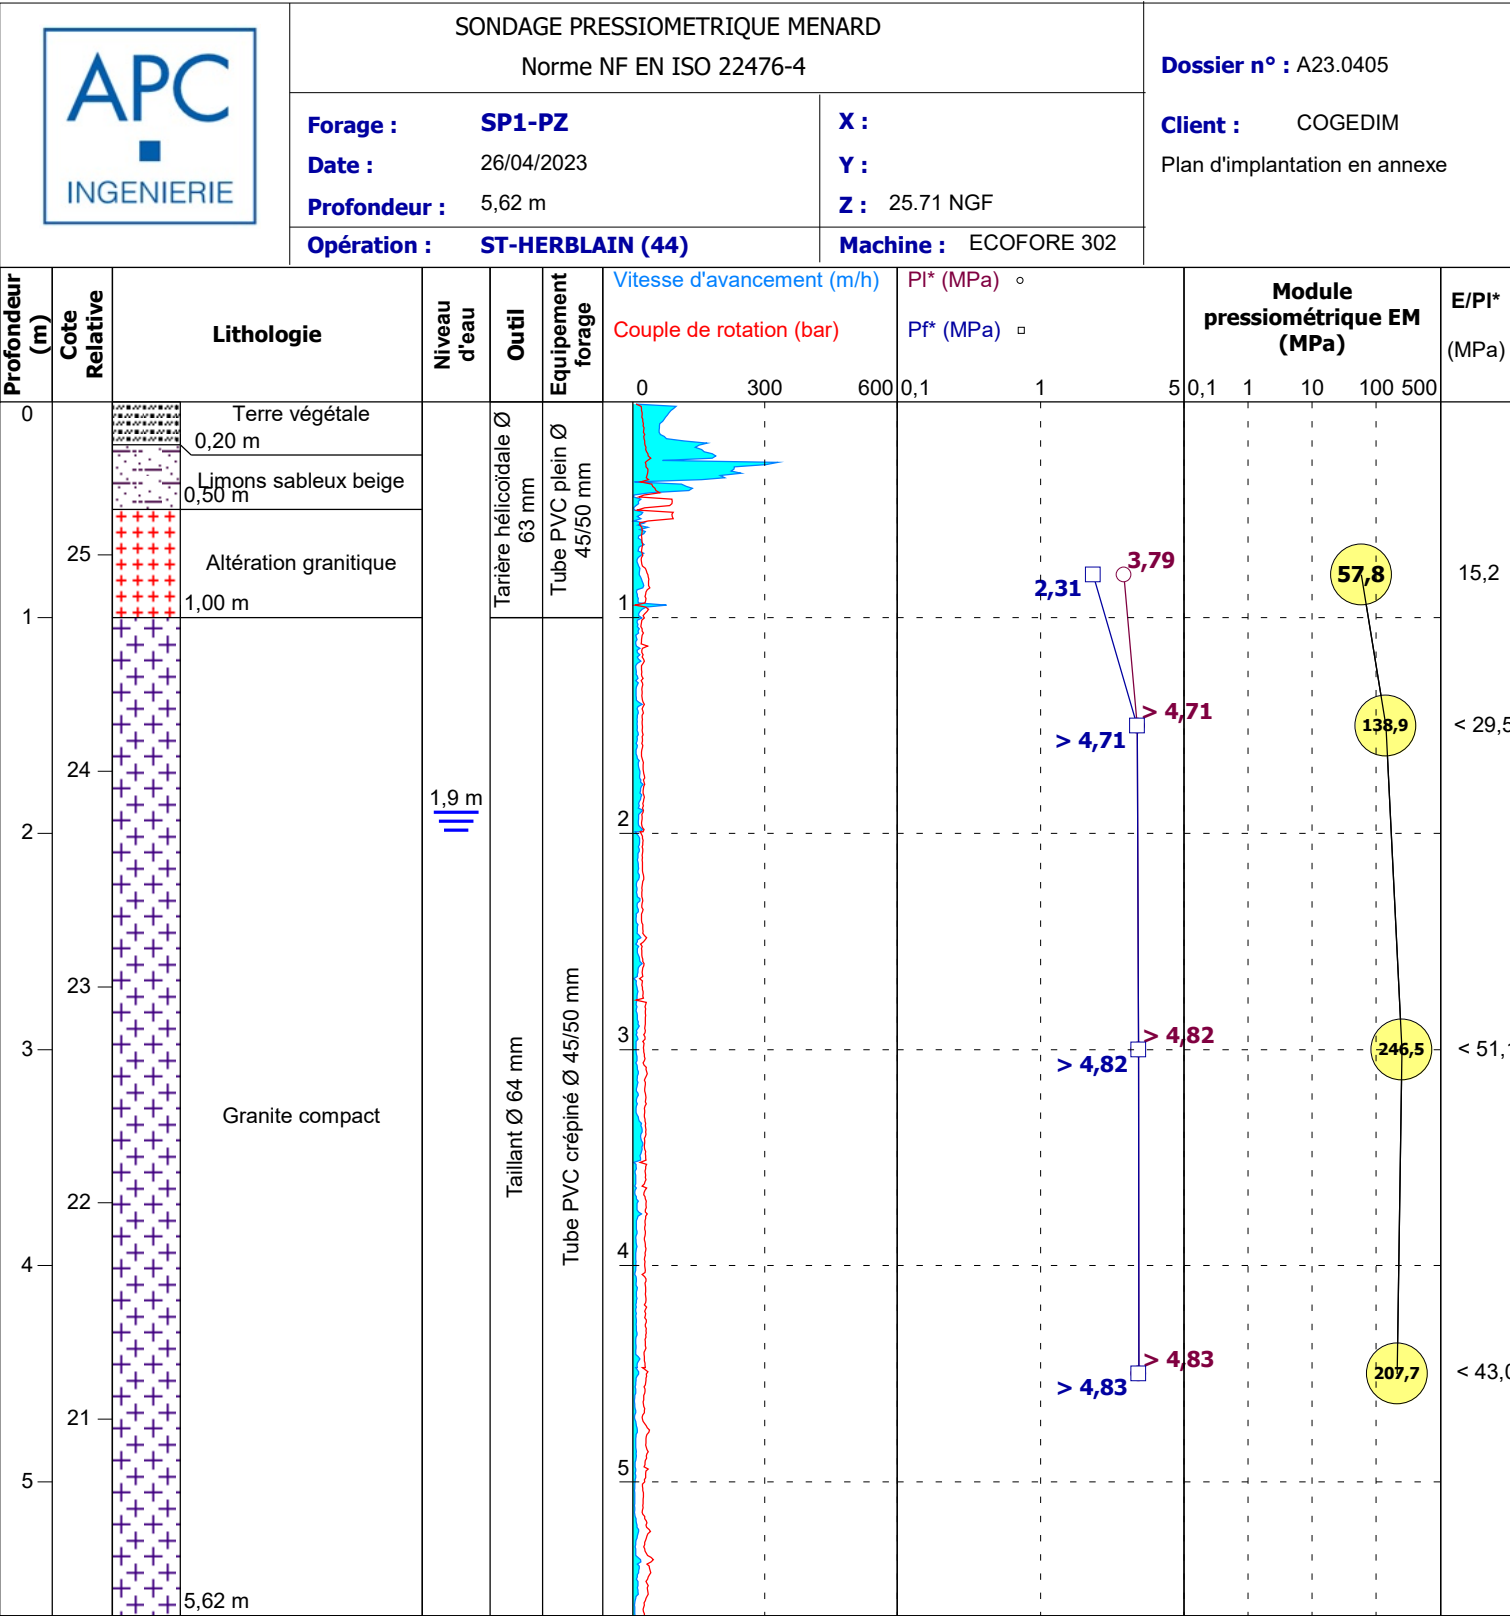 APC
INGENIERIE
SONDAGE PRESSIOMETRIQUE MENARD
Norme NF EN ISO 22476-4
Forage : SP1-PZ
Date : 26/04/2023
Profondeur : 5,62 m
Opération : ST-HERBLAIN (44)
X :
Y :
Z : 25.71 NGF
Machine : ECOFORE 302
Dossier n° : A23.0405
Client : COGEDIM
Plan d'implantation en annexe
Profondeur
(m)
Cote
Relative
Lithologie
Niveau
d'eau
Outil
Equipement
forage
Vitesse d'avancement (m/h)
Couple de rotation (bar)
0 300 600
Pl* (MPa)
Pf* (MPa)
0,1 1 5
Module
pressiométrique EM
(MPa)
0,1 1 10 100 500
E/Pl*
(MPa)
0
1
2
3
4
5
25
24
23
22
21
Terre végétale
0,20 m
Limons sableux beige
0,50 m
Altération granitique
1,00 m
Granite compact
5,62 m
1,9 m
Tarière hélicoïdale Ø
63 mm
Taillant Ø 64 mm
Tube PVC plein Ø
45/50 mm
Tube PVC crépiné Ø 45/50 mm
1
2
3
4
5
3,79
2,31
> 4,71
> 4,71
> 4,82
> 4,82
> 4,83
> 4,83
57,8
138,9
246,5
207,7
15,2
< 29,5
< 51,1
< 43,0